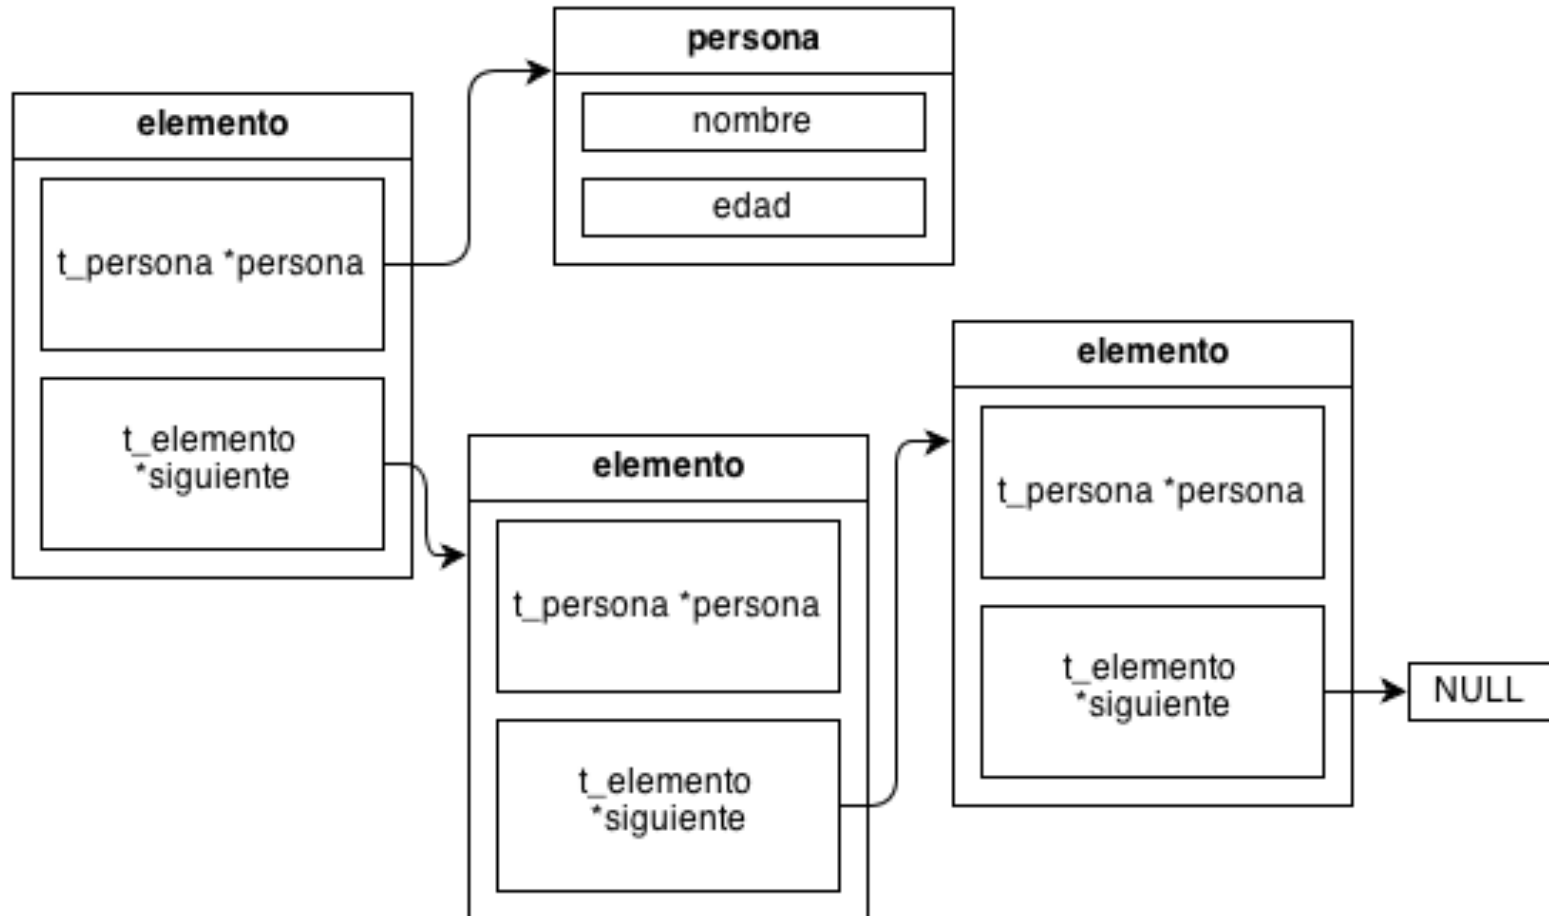 persona
nombre
edad
elemento
t_persona *persona
t_elemento
*siguiente
elemento
t_persona *persona
t_elemento
*siguiente
elemento
t_persona *persona
t_elemento
*siguiente
NULL